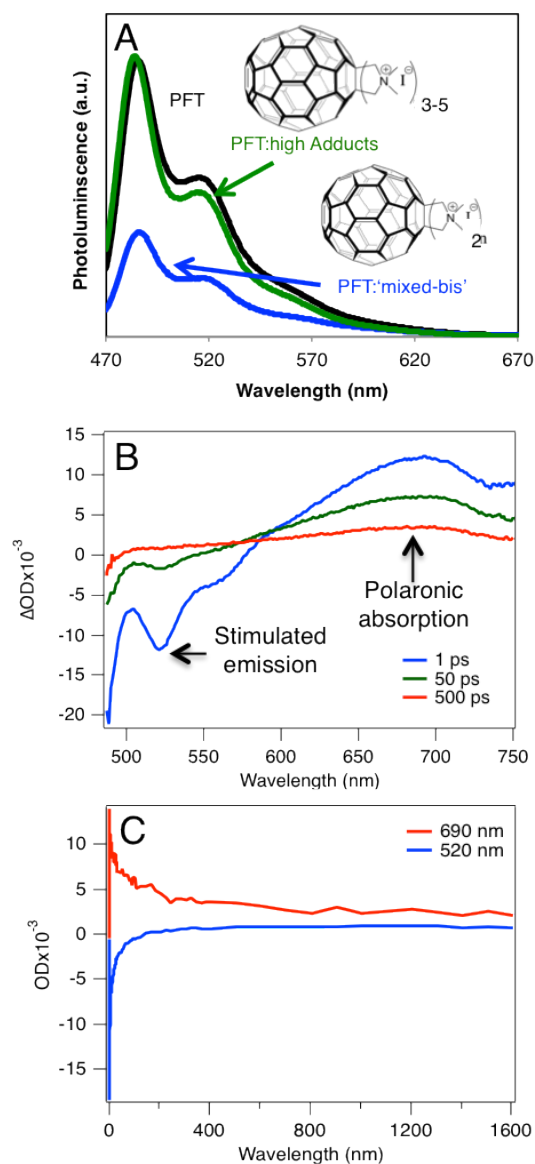 A
PFT
N
⊕
I
⊖
3-5
PFT:high Adducts
N
⊕
I
⊖
2n
PFT:‘mixed-bis’
Photoluminscence (a.u.)
470 520 570 620 670
Wavelength (nm)
B
15
10
5
0
-5
-10
-15
-20
ΔODx10⁻³
Polaronic
absorption
Stimulated
emission
1 ps
50 ps
500 ps
500 550 600 650 700 750
Wavelength (nm)
C
690 nm
520 nm
10
5
0
-5
-10
-15
ODx10⁻³
0 400 800 1200 1600
Wavelength (nm)